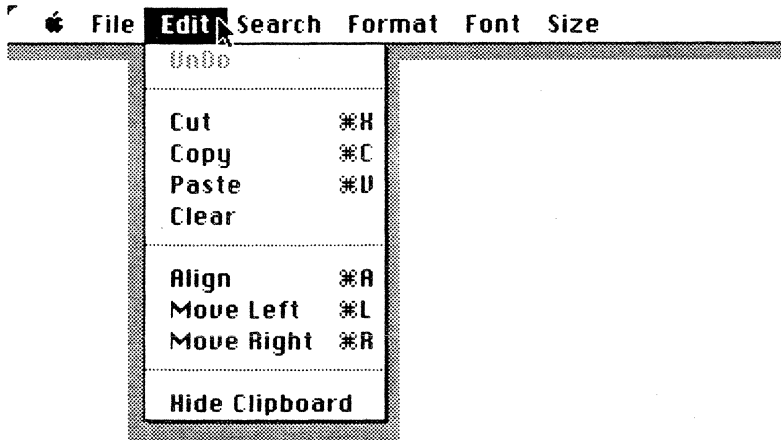 File Edit Search Format Font Size
UnDo
Cut ⌘X
Copy ⌘C
Paste ⌘V
Clear
Align ⌘A
Move Left ⌘L
Move Right ⌘R
Hide Clipboard